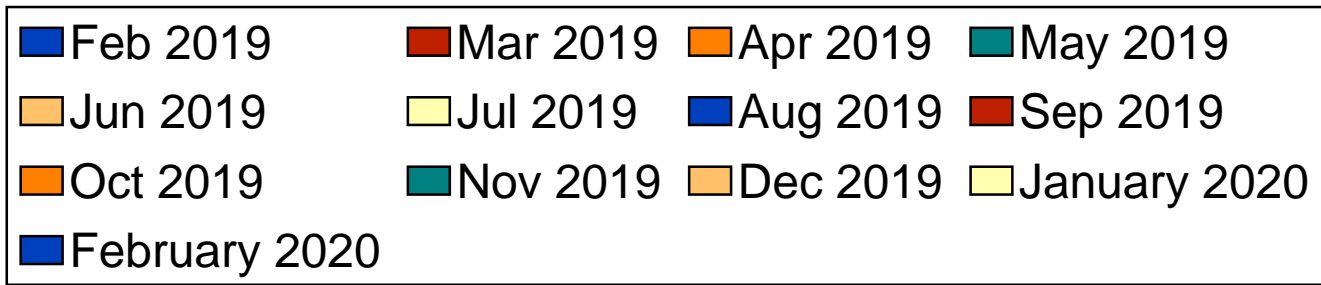 Feb 2019 Mar 2019 Apr 2019 May 2019
Jun 2019 Jul 2019 Aug 2019 Sep 2019
Oct 2019 Nov 2019 Dec 2019 January 2020
February 2020